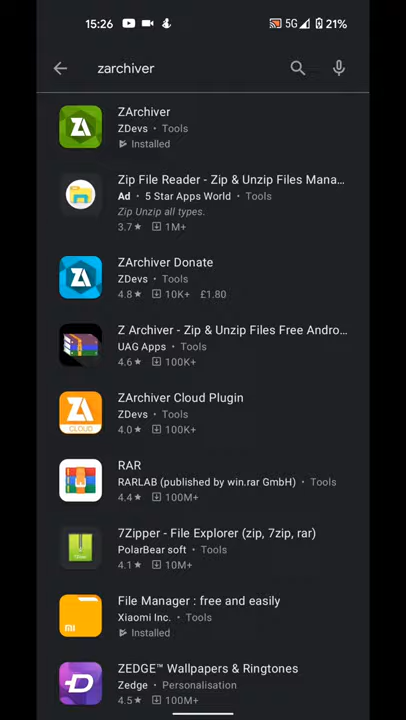 15:26 5G 21%
zarchiver
ZArchiver
ZDevs • Tools
Installed
Zip File Reader - Zip & Unzip Files Mana…
Ad • 5 Star Apps World • Tools
Zip Unzip all types.
3.7★ 1M+
ZArchiver Donate
ZDevs • Tools
4.8★ 10K+ £1.80
Z Archiver - Zip & Unzip Files Free Andro…
UAG Apps • Tools
4.6★ 100K+
ZArchiver Cloud Plugin
ZDevs • Tools
4.0★ 100K+
RAR
RARLAB (published by win.rar GmbH) • Tools
4.4★ 100M+
7Zipper - File Explorer (zip, 7zip, rar)
PolarBear soft • Tools
4.1★ 10M+
File Manager : free and easily
Xiaomi Inc. • Tools
Installed
ZEDGE™ Wallpapers & Ringtones
Zedge • Personalisation
4.5★ 100M+
ZA
ZA
ZA
CLOUD
mi